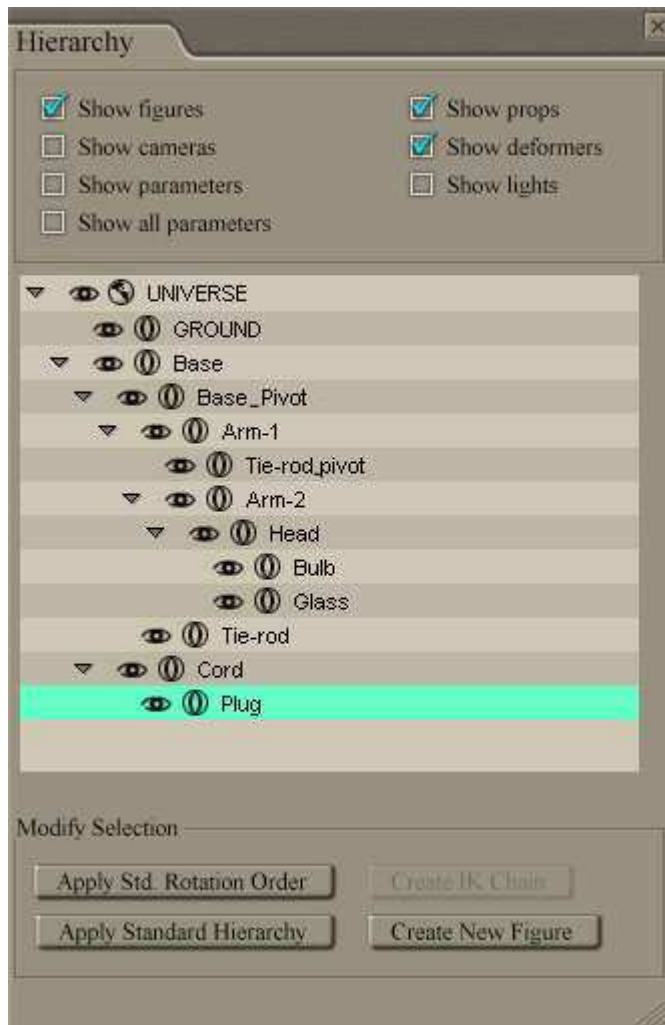 Hierarchy
Show figures
Show props
Show cameras
Show deformers
Show parameters
Show lights
Show all parameters
UNIVERSE
GROUND
Base
Base_Pivot
Arm-1
Tie-rod_pivot
Arm-2
Head
Bulb
Glass
Tie-rod
Cord
Plug
Modify Selection
Apply Std. Rotation Order
Create IK Chain
Apply Standard Hierarchy
Create New Figure